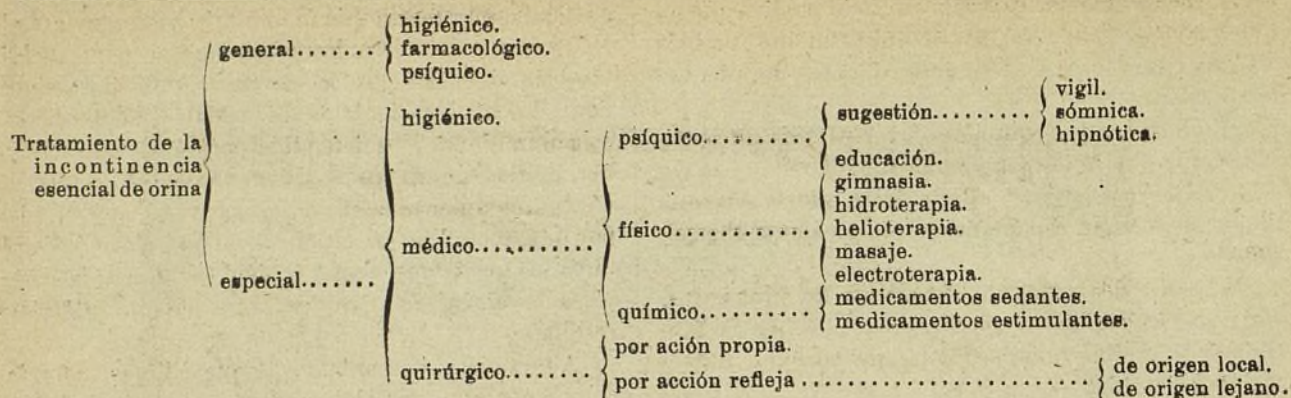 Tratamiento de la
incontinencia
esencial de orina
general.......
higiénico.
farmacológico.
psíquico.
especial.......
higiénico.
médico...........
psíquico..........
sugestión.........
vigil.
sómnica.
hipnótica.
educación.
físico............
gimnasia.
hidroterapia.
helioterapia.
masaje.
electroterapia.
químico..........
medicamentos sedantes.
medicamentos estimulantes.
quirúrgico........
por ación propia.
por acción refleja ..........................
de origen local.
de origen lejano.